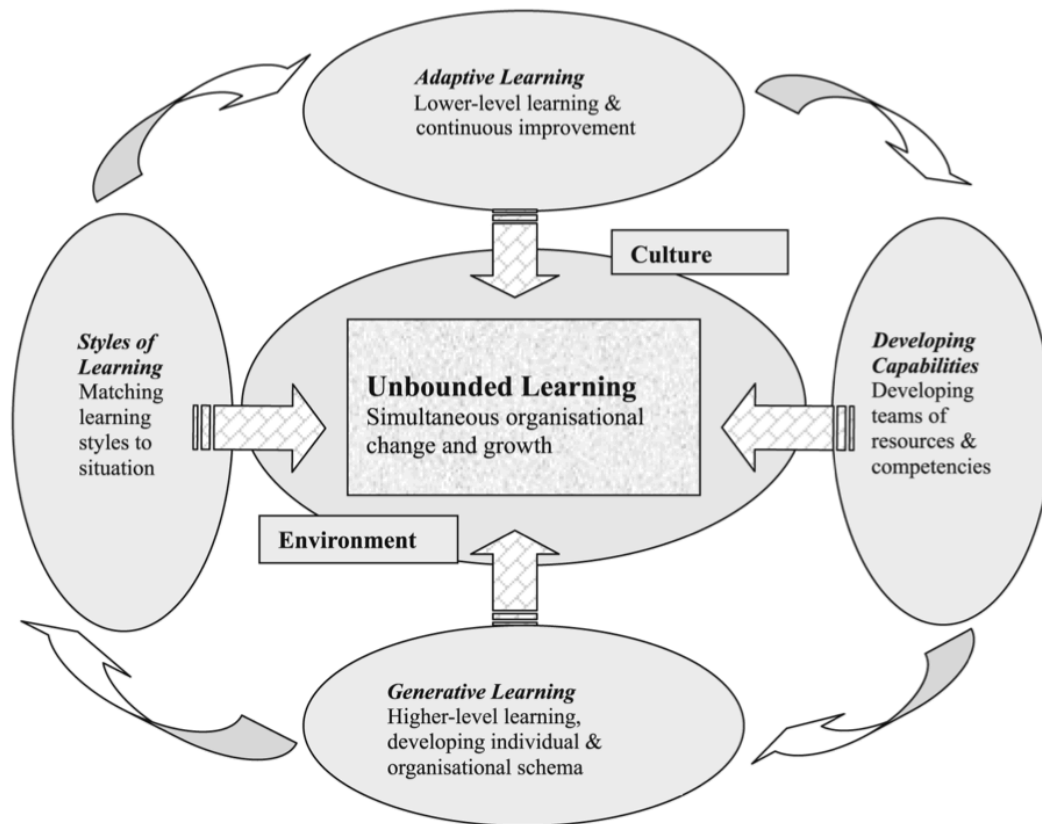 Adaptive Learning
Lower-level learning &
continuous improvement
Culture
Styles of
Learning
Matching
learning
styles to
situation
Unbounded Learning
Simultaneous organisational
change and growth
Developing
Capabilities
Developing
teams of
resources &
competencies
Environment
Generative Learning
Higher-level learning,
developing individual &
organisational schema